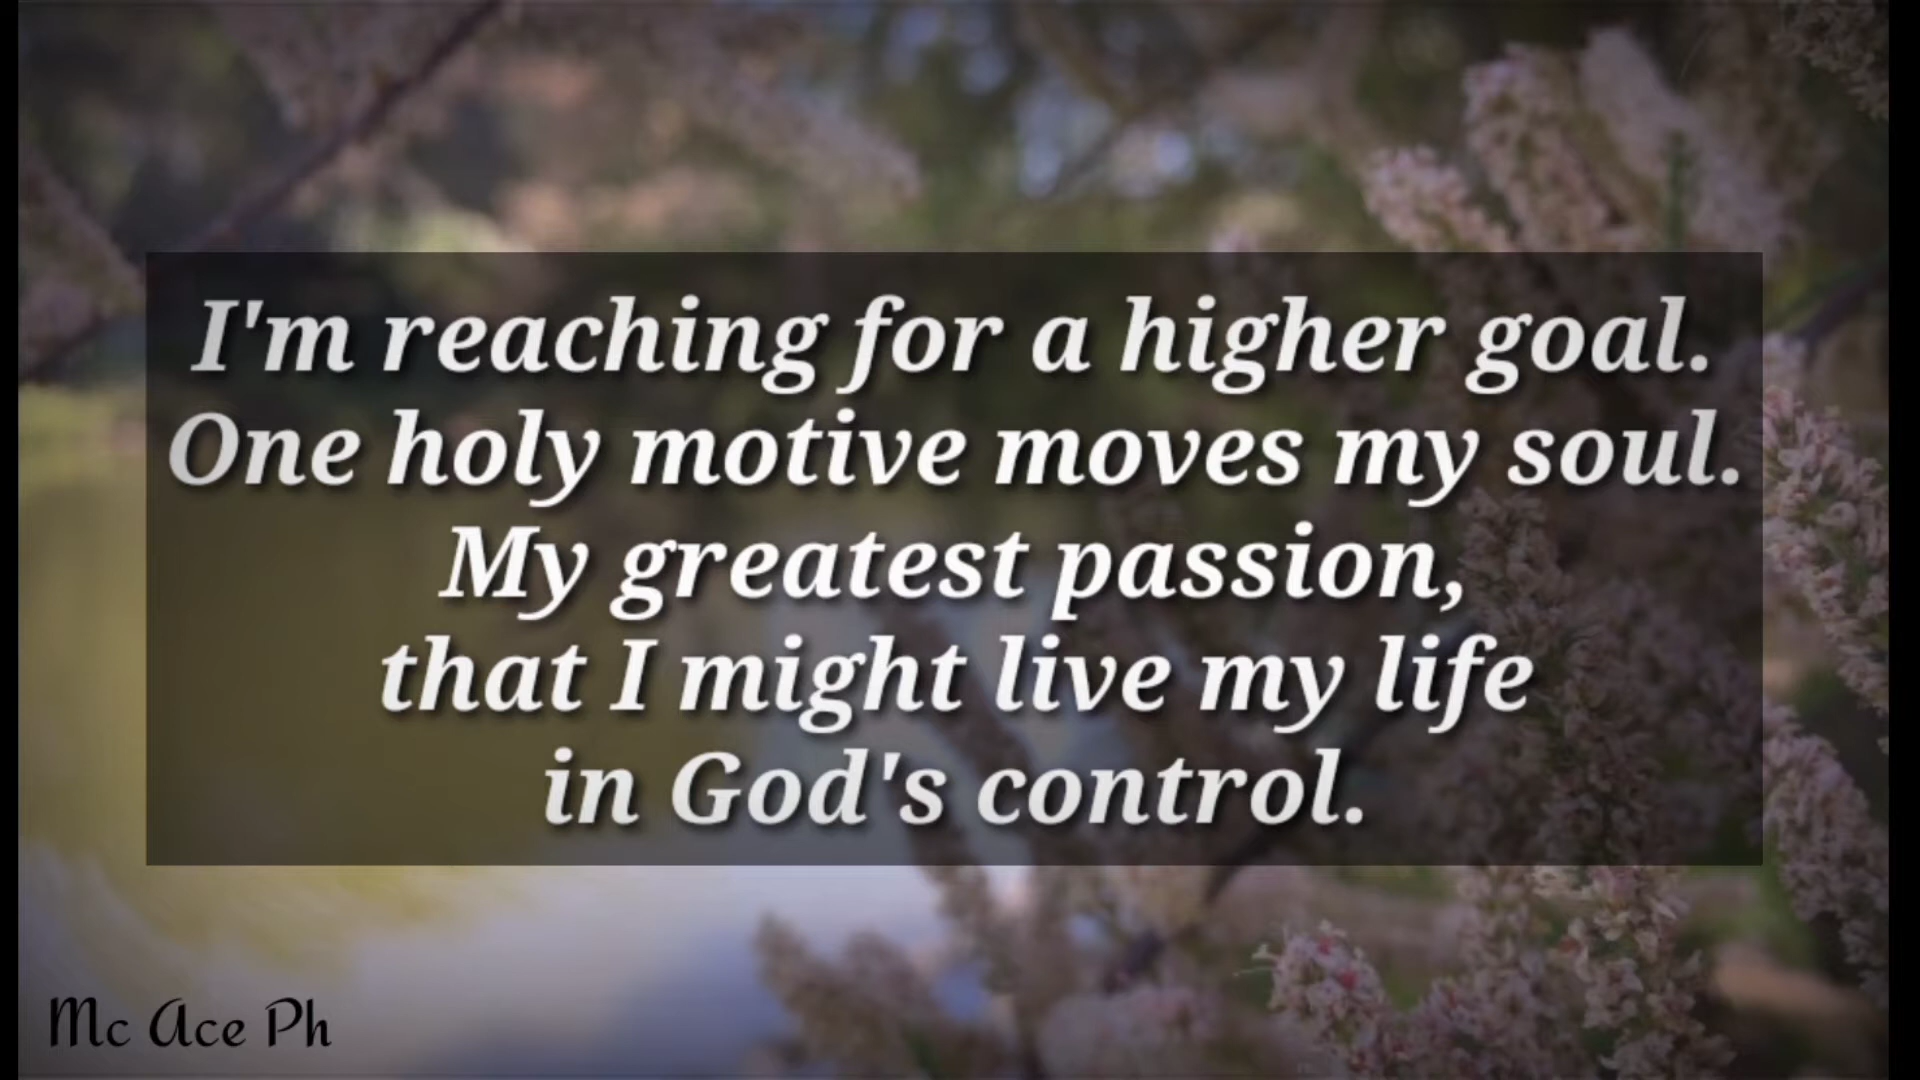 I'm reaching for a higher goal.
One holy motive moves my soul.
My greatest passion,
that I might live my life
in God's control.
Mc Ace Ph